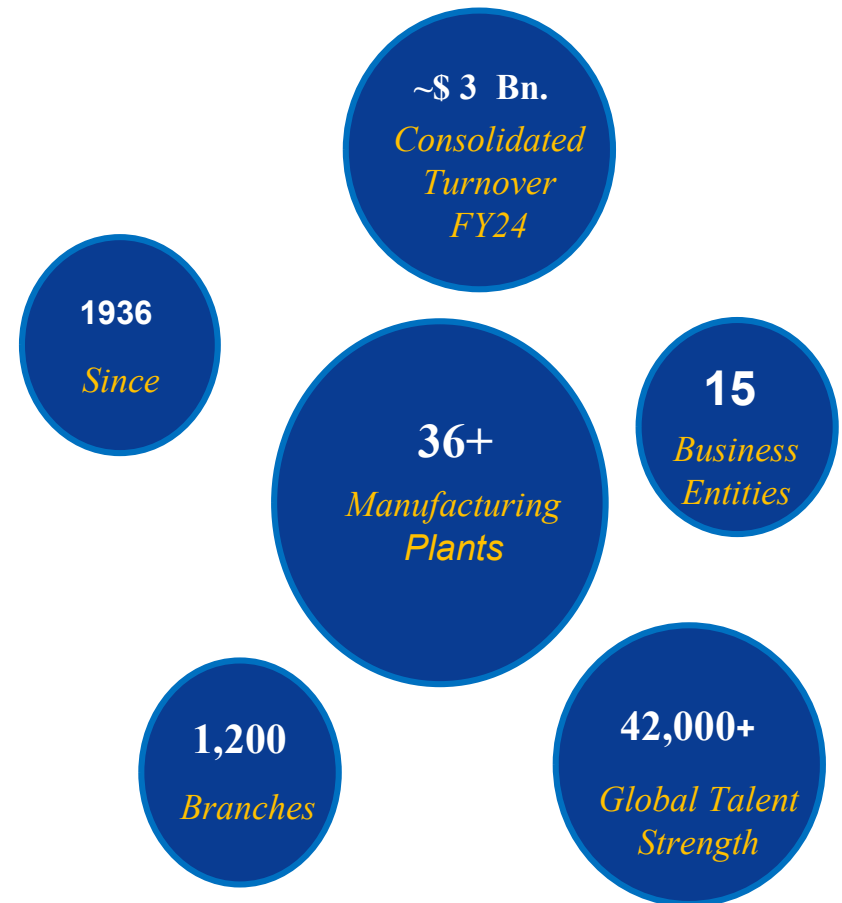 ~$ 3 Bn.
Consolidated
Turnover
FY24
1936
Since
15
Business
Entities
36+
Manufacturing
Plants
1,200
Branches
42,000+
Global Talent
Strength